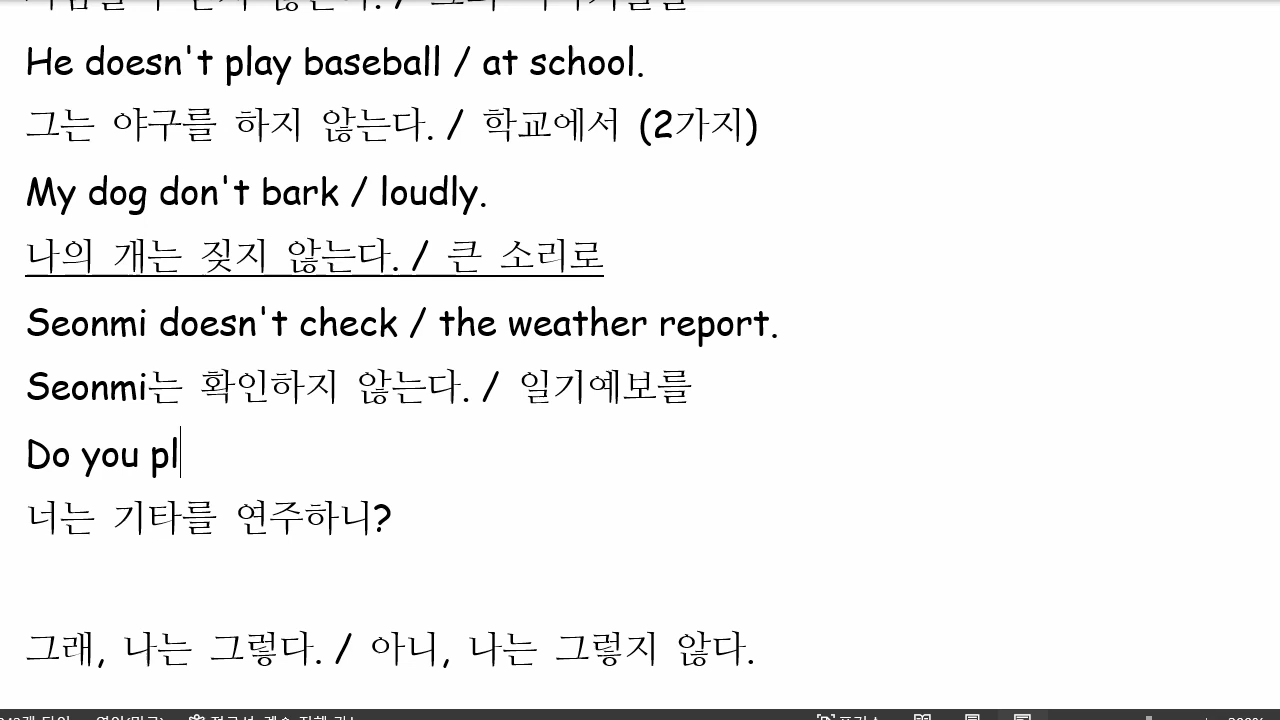 He doesn't play baseball / at school.
그는 야구를 하지 않는다. / 학교에서 (2가지)
My dog don't bark / loudly.
나의 개는 짖지 않는다. / 큰 소리로
Seonmi doesn't check / the weather report.
Seonmi는 확인하지 않는다. / 일기예보를
Do you pl
너는 기타를 연주하니?
그래, 나는 그렇다. / 아니, 나는 그렇지 않다.